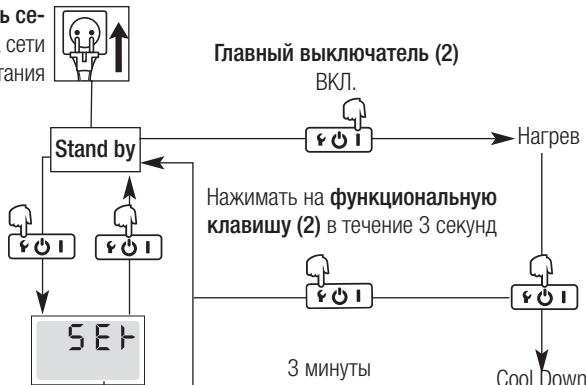 ь се-
сети
тания
Главный выключатель (2)
ВКЛ.
Stand by
Нагрев
Нажимать на функциональную
клавишу (2) в течение 3 секунд
SEt
3 минуты
Cool Down